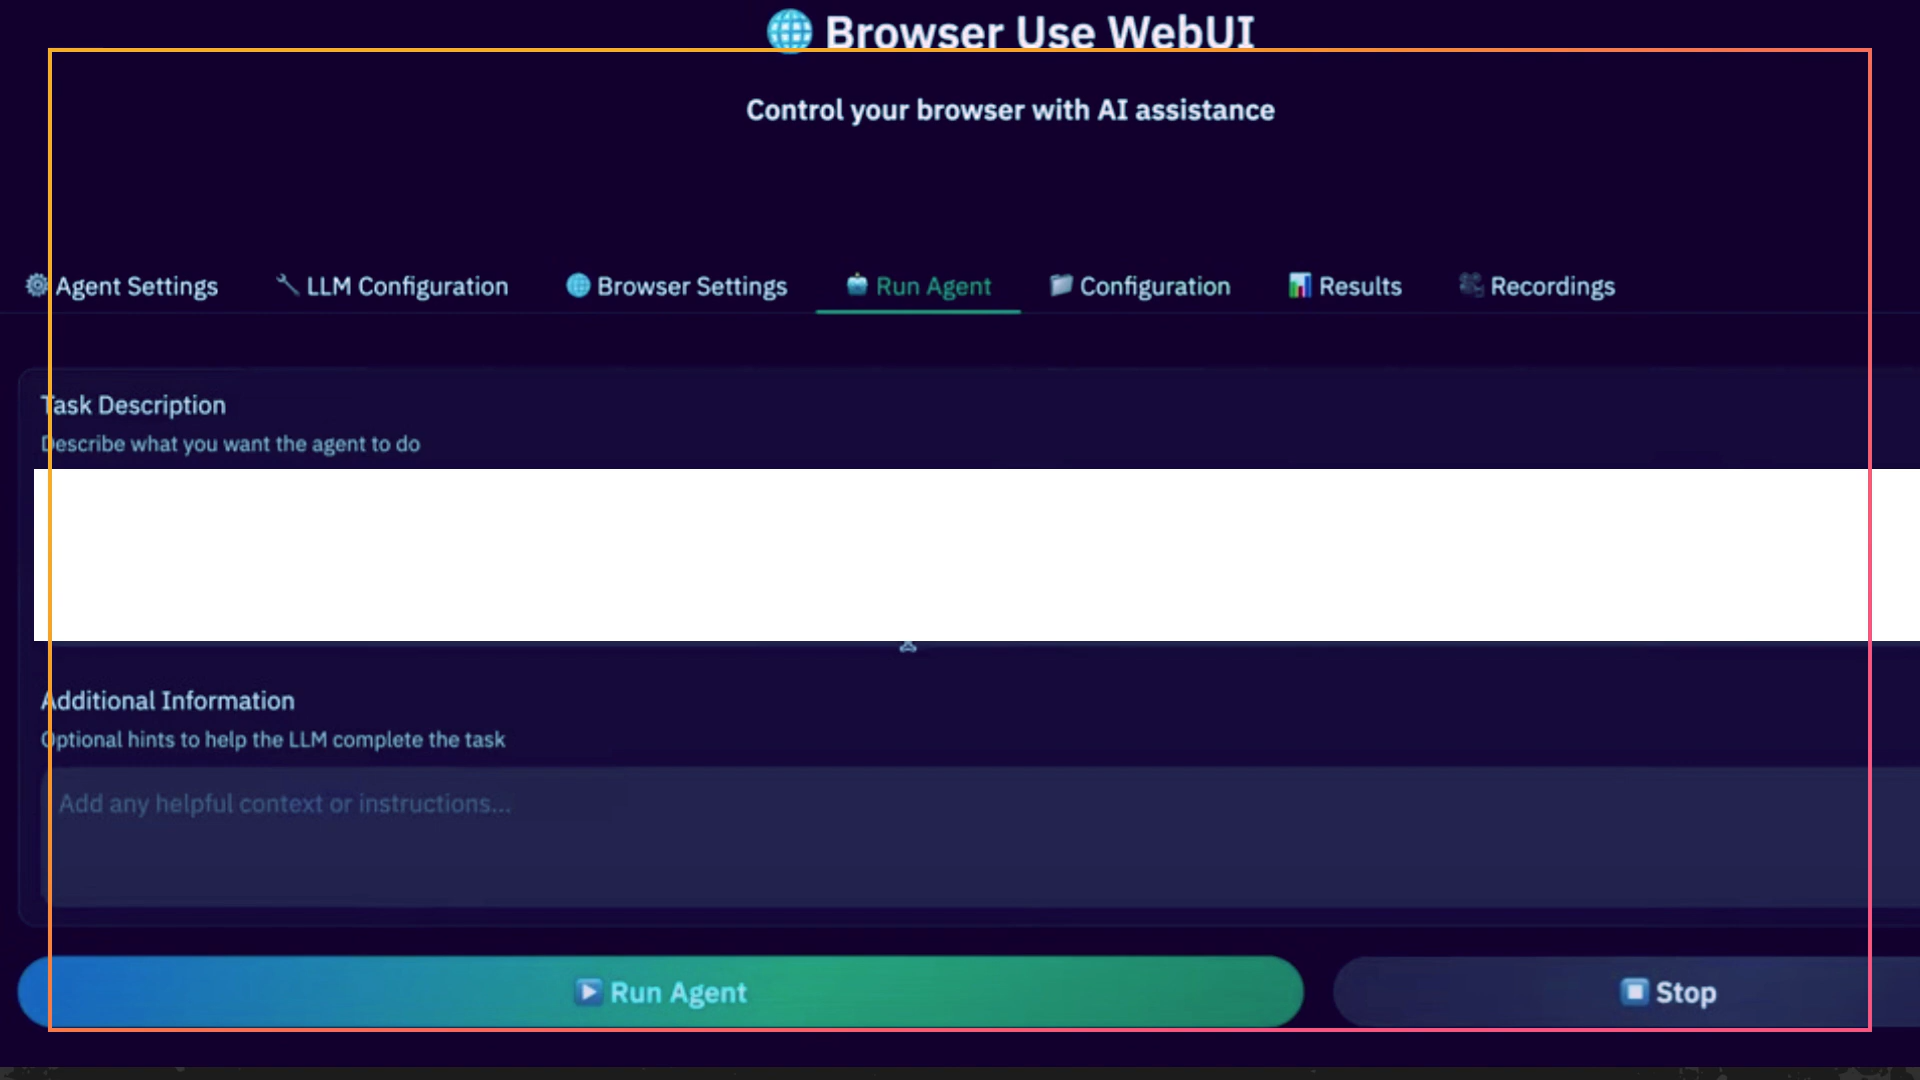 Browser Use WebUI
Control your browser with AI assistance
Agent Settings
LLM Configuration
Browser Settings
Run Agent
Configuration
Results
Recordings
Task Description
Describe what you want the agent to do
Additional Information
Optional hints to help the LLM complete the task
Add any helpful context or instructions...
Run Agent
Stop